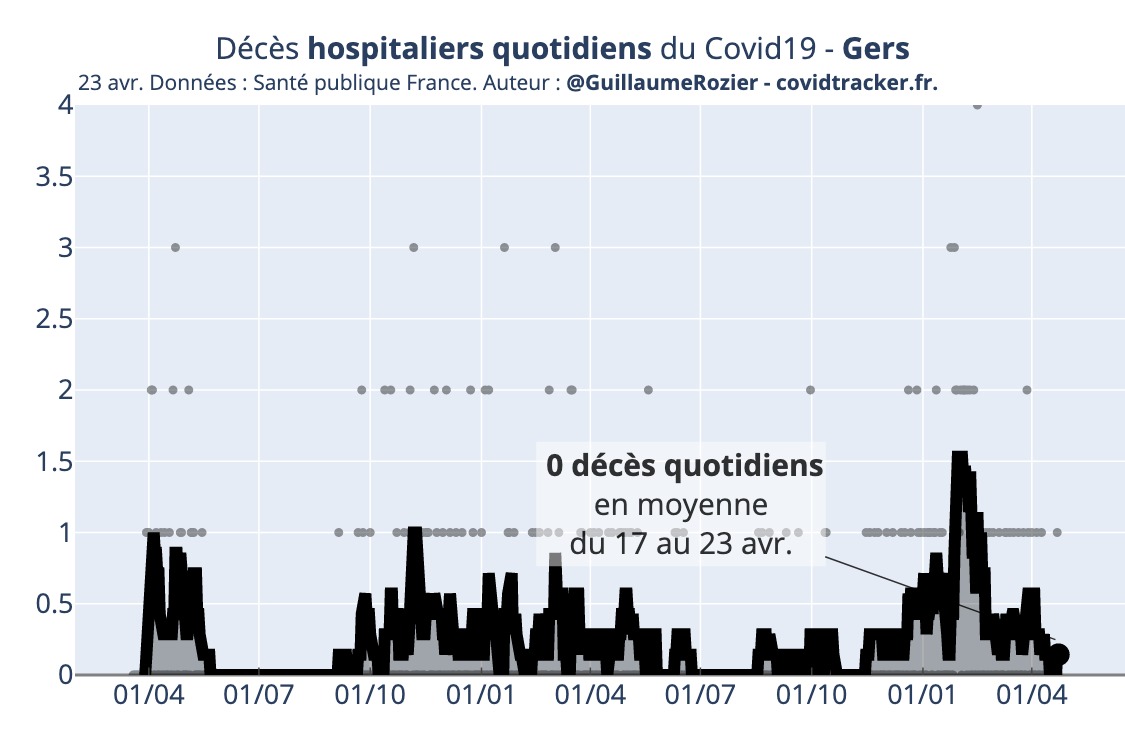 Décès hospitaliers quotidiens du Covid19 - Gers
23 avr. Données : Santé publique France. Auteur : @GuillaumeRozier - covidtracker.fr.
4
3.5
3
2.5
2
1.5
1
0.5
0
0 décès quotidiens
en moyenne
du 17 au 23 avr.
01/04 01/07 01/10 01/01 01/04 01/07 01/10 01/01 01/04